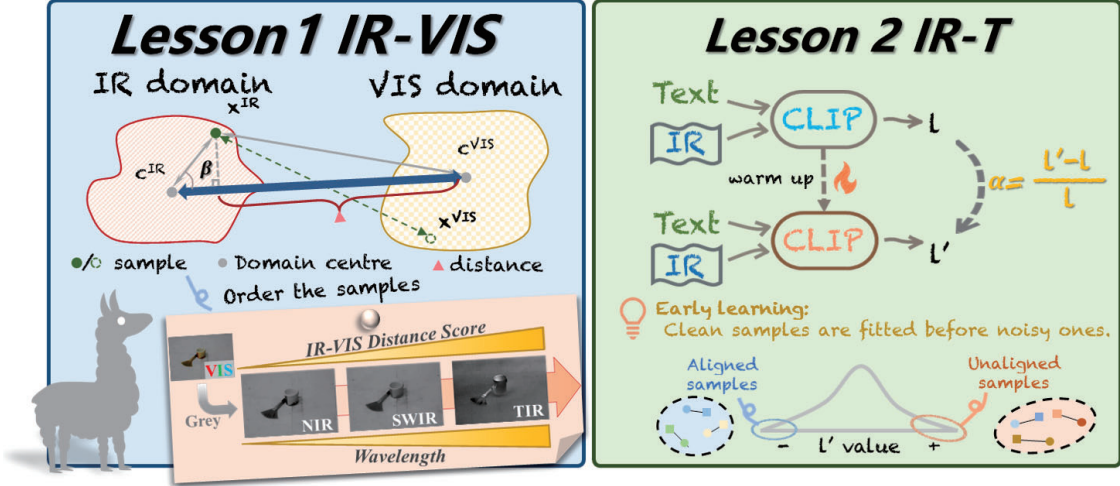 Lesson 1 IR-VIS
IR domain
VIS domain
x^IR
c^VIS
c^IR
β
x^VIS
sample
Domain centre
distance
Order the samples
IR-VIS Distance Score
VIS
Grey
NIR
SWIR
TIR
Wavelength
Lesson 2 IR-T
Text
IR
CLIP
l
warm up
α= l'-l / l
Text
IR
CLIP
l'
Early learning:
Clean samples are fitted before noisy ones.
Aligned
samples
Unaligned
samples
- l' value +